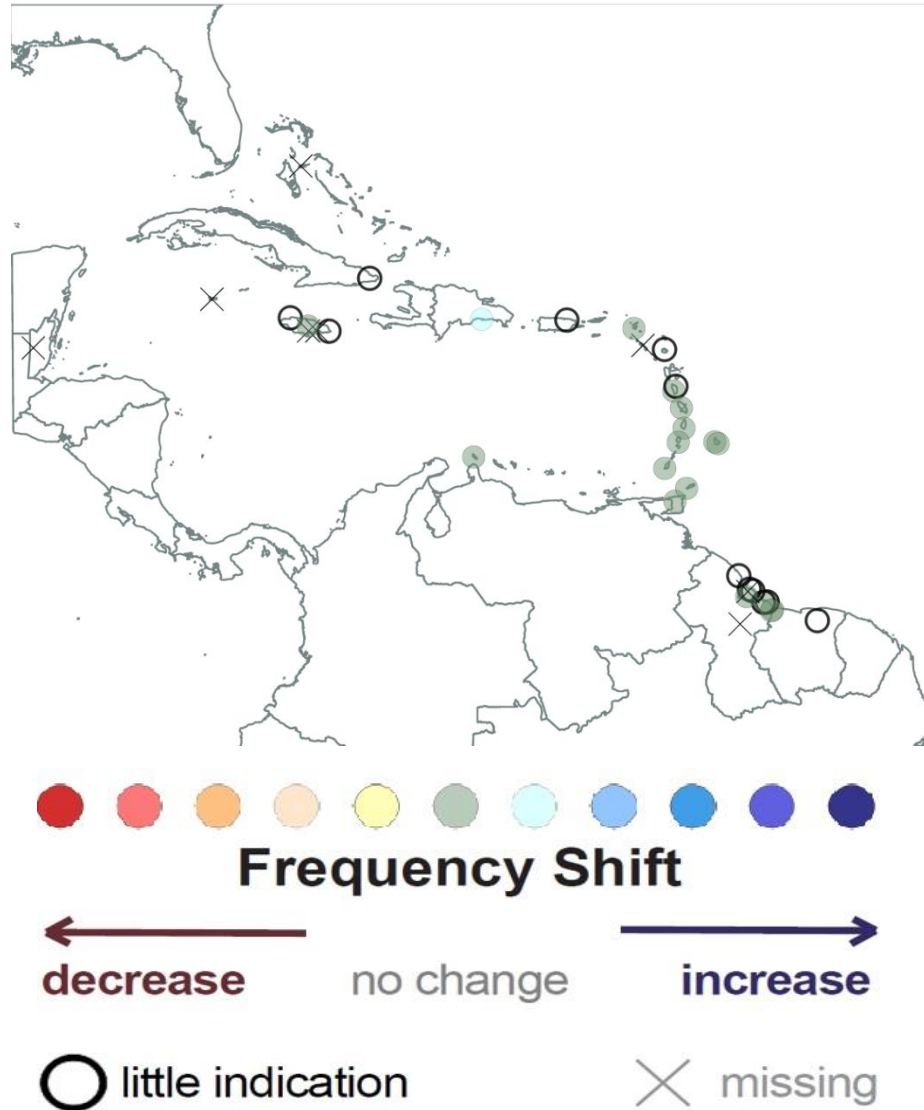 Frequency Shift
decrease no change increase
little indication missing